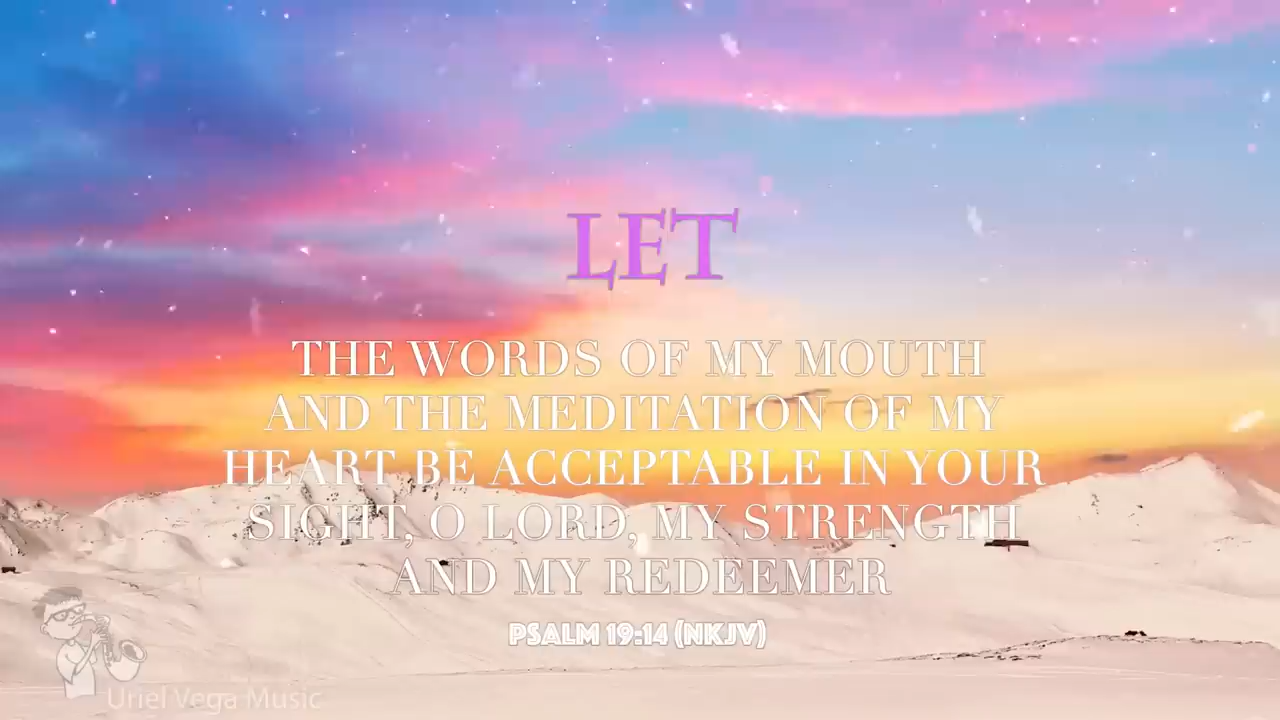 LET
THE WORDS OF MY MOUTH
AND THE MEDITATION OF MY
HEART BE ACCEPTABLE IN YOUR
SIGHT, O LORD, MY STRENGTH
AND MY REDEEMER
PSALM 19:14 (NKJV)
Uriel Vega Music